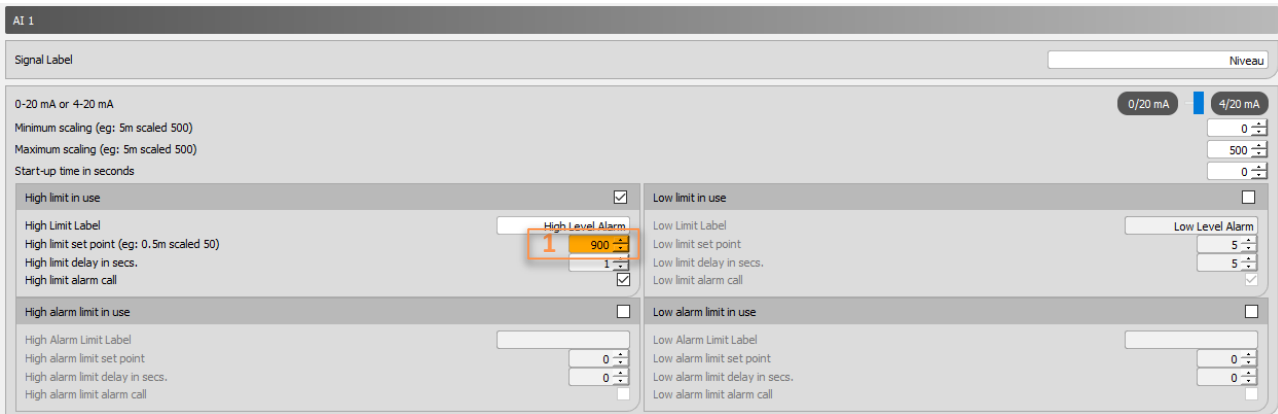 AI 1
Signal Label Niveau
0-20 mA or 4-20 mA 0/20 mA 4/20 mA
Minimum scaling (eg: 5m scaled 500) 0
Maximum scaling (eg: 5m scaled 500) 500
Start-up time in seconds 0
High limit in use
High Limit Label High Level Alarm
High limit set point (eg: 0.5m scaled 50) 1 900
High limit delay in secs. 1
High limit alarm call
Low limit in use
Low Limit Label Low Level Alarm
Low limit set point 5
Low limit delay in secs. 5
Low limit alarm call
High alarm limit in use
High Alarm Limit Label
High alarm limit set point 0
High alarm limit delay in secs. 0
High alarm limit alarm call
Low alarm limit in use
Low Alarm Limit Label
Low alarm limit set point 0
Low alarm limit delay in secs. 0
Low alarm limit alarm call